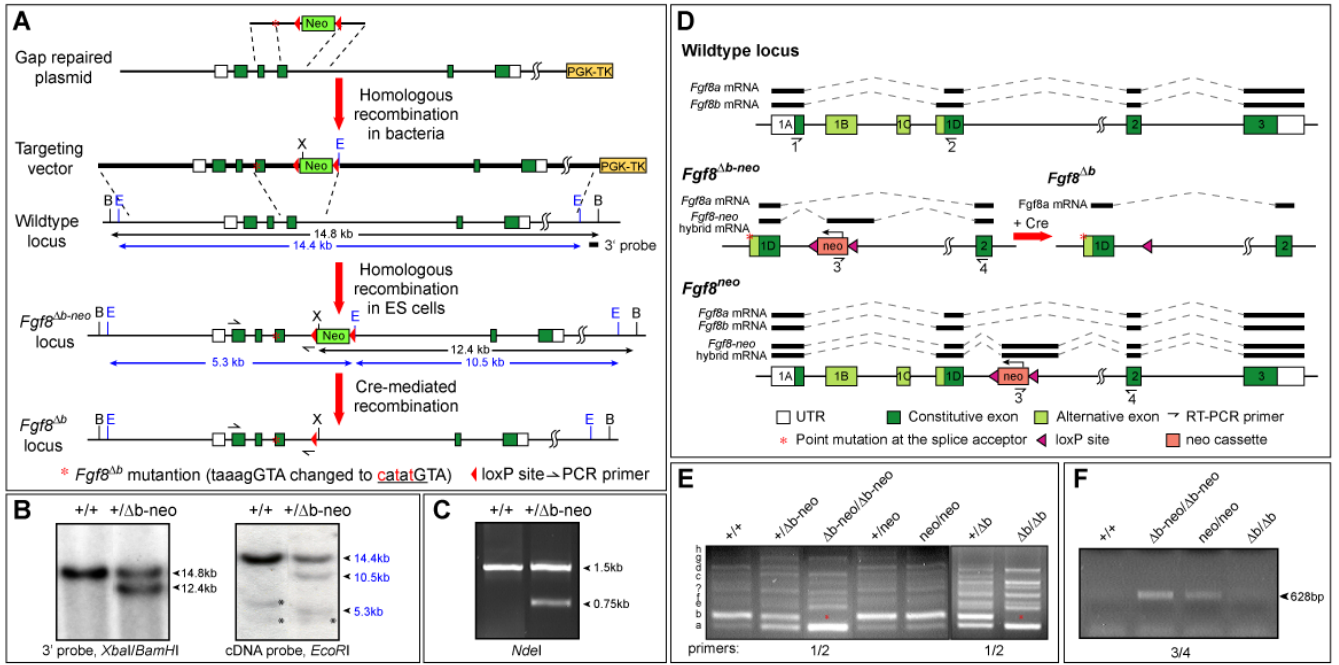 A
Neo
Gap repaired
plasmid
PGK-TK
Homologous
recombination
in bacteria
X
E
Targeting
vector
Neo
PGK-TK
B E
E B
Wildtype
locus
14.8 kb
14.4 kb
3' probe
Homologous
recombination
in ES cells
B E
X
E
E B
Fgf8Δb-neo
locus
Neo
12.4 kb
5.3 kb
10.5 kb
Cre-mediated
recombination
B E
X
E B
Fgf8Δb
locus
* Fgf8Δb mutantion (taaagGTA changed to catatGTA)
loxP site
PCR primer
B
+/+ +/Δb-neo
14.8kb
12.4kb
3' probe, XbaI/BamHI
+/+ +/Δb-neo
14.4kb
10.5kb
5.3kb
*
*
cDNA probe, EcoRI
C
+/+ +/Δb-neo
1.5kb
0.75kb
NdeI
D
Wildtype locus
Fgf8a mRNA
Fgf8b mRNA
1A 1B 1C 1D 2 3
1 2
Fgf8Δb-neo
Fgf8a mRNA
Fgf8-neo
hybrid mRNA
* 1D neo 2
3 4
+ Cre
Fgf8Δb
Fgf8a mRNA
* 1D 2
Fgf8neo
Fgf8a mRNA
Fgf8b mRNA
Fgf8-neo
hybrid mRNA
1A 1B 1C 1D neo 2 3
3 4
UTR
Constitutive exon
Alternative exon
RT-PCR primer
* Point mutation at the splice acceptor
loxP site
neo cassette
E
+/+ +/Δb-neo Δb-neo/Δb-neo +/neo neo/neo +/Δb Δb/Δb
h
g
d
c
?
f
e
b
a
*
*
primers: 1/2 1/2
F
+/+ Δb-neo/Δb-neo neo/neo Δb/Δb
628bp
3/4